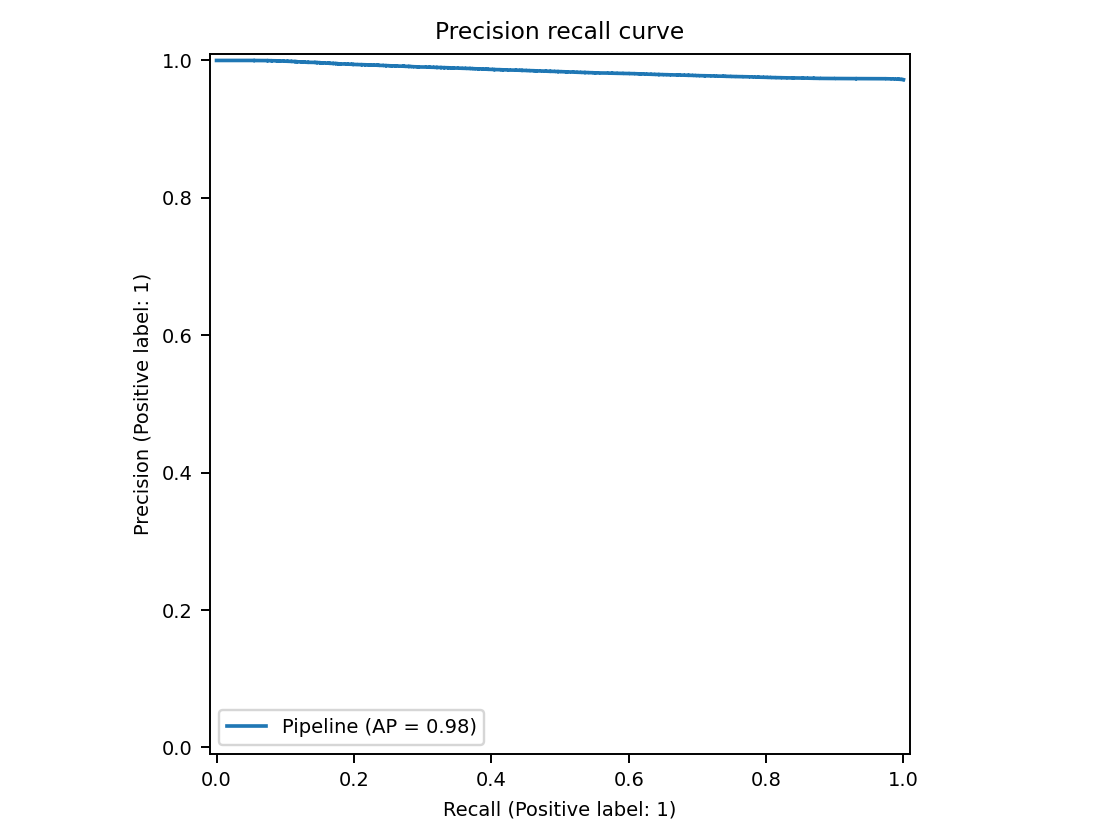 Precision recall curve
1.0
0.8
0.6
0.4
0.2
0.0
Precision (Positive label: 1)
Pipeline (AP = 0.98)
0.0 0.2 0.4 0.6 0.8 1.0
Recall (Positive label: 1)